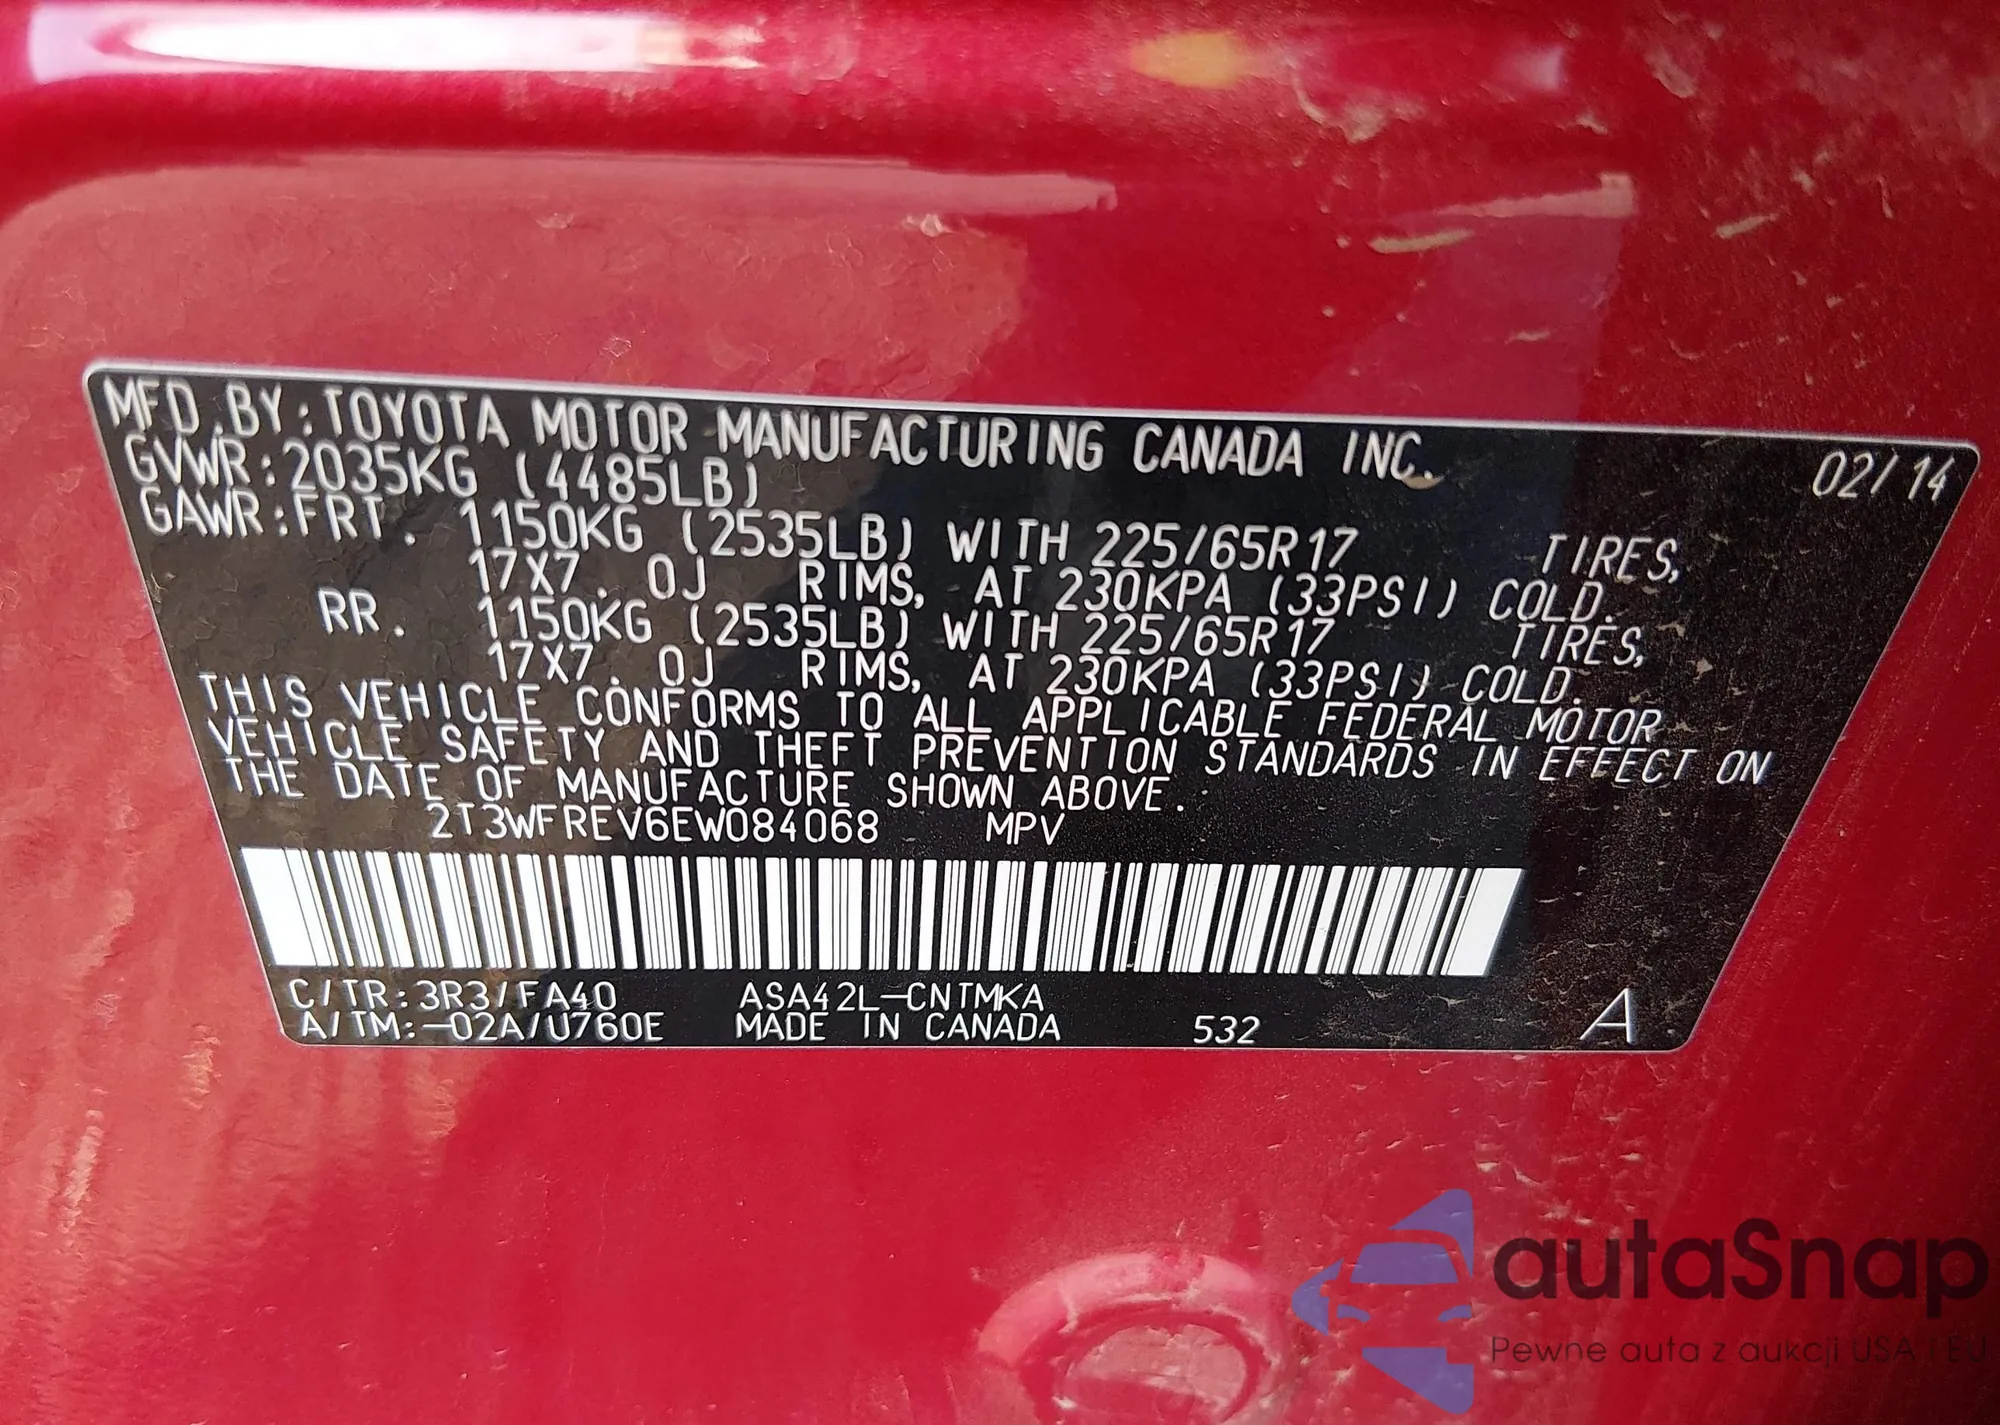 MFD.BY:TOYOTA MOTOR MANUFACTURING CANADA INC. 02/14
GVWR:2035KG (4485LB)
GAWR:FRT. 1150KG (2535LB) WITH 225/65R17 TIRES,
17X7. 0J RIMS, AT 230KPA (33PSI) COLD.
RR. 1150KG (2535LB) WITH 225/65R17 TIRES,
17X7. 0J RIMS, AT 230KPA (33PSI) COLD.
THIS VEHICLE CONFORMS TO ALL APPLICABLE FEDERAL MOTOR
VEHICLE SAFETY AND THEFT PREVENTION STANDARDS IN EFFECT ON
THE DATE OF MANUFACTURE SHOWN ABOVE.
2T3WFREV6EW084068 MPV
C/TR:3R3/FA40 ASA42L-CNTMKA
A/TM:-02A/U760E MADE IN CANADA 532 A
autaSnap
Pewne auta z aukcji USA i EU